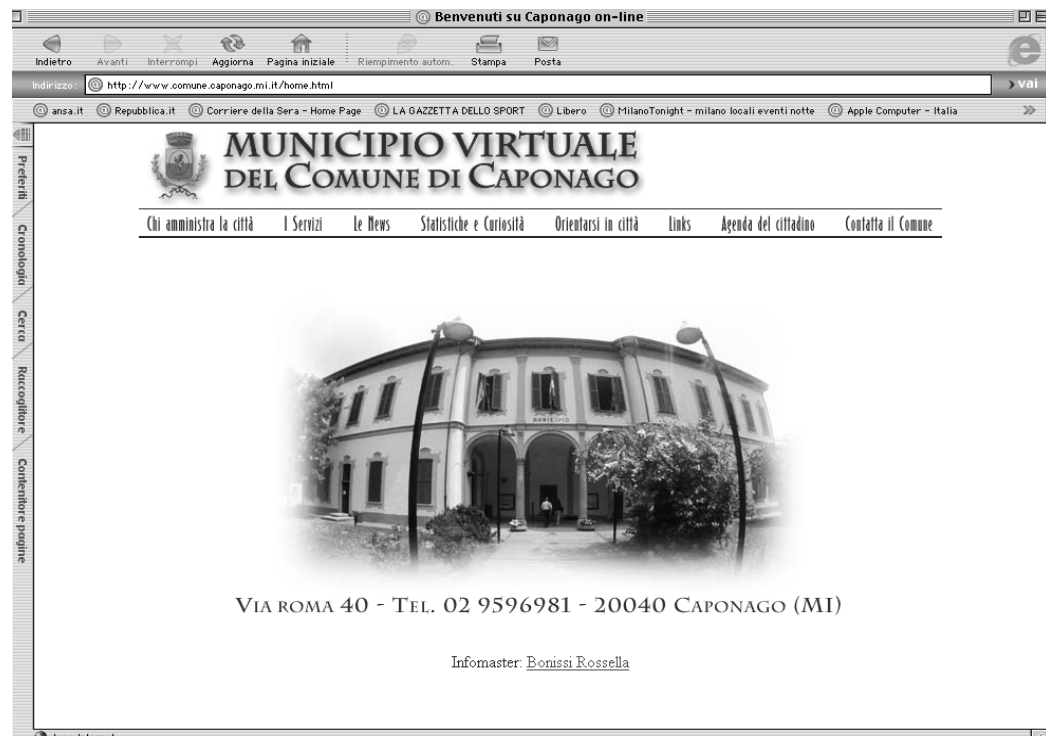 Benvenuti su Caponago on-line
Indietro Avanti Interrompi Aggiorna Pagina iniziale Riempimento autom. Stampa Posta
Indirizzo: http://www.comune.caponago.mi.it/home.html vai
ansa.it Repubblica.it Corriere della Sera - Home Page LA GAZZETTA DELLO SPORT Libero MilanoTonight - milano locali eventi notte Apple Computer - Italia
Preferiti
Cronologia
Cerca
Raccoglitore
Contenitore pagine
MUNICIPIO VIRTUALE
DEL COMUNE DI CAPONAGO
Chi amministra la città I Servizi Le News Statistiche e Curiosità Orientarsi in città Links Agenda del cittadino Contatta il Comune
MUNICIPIO
VIA ROMA 40 - TEL. 02 9596981 - 20040 CAPONAGO (MI)
Infomaster: Bonissi Rossella